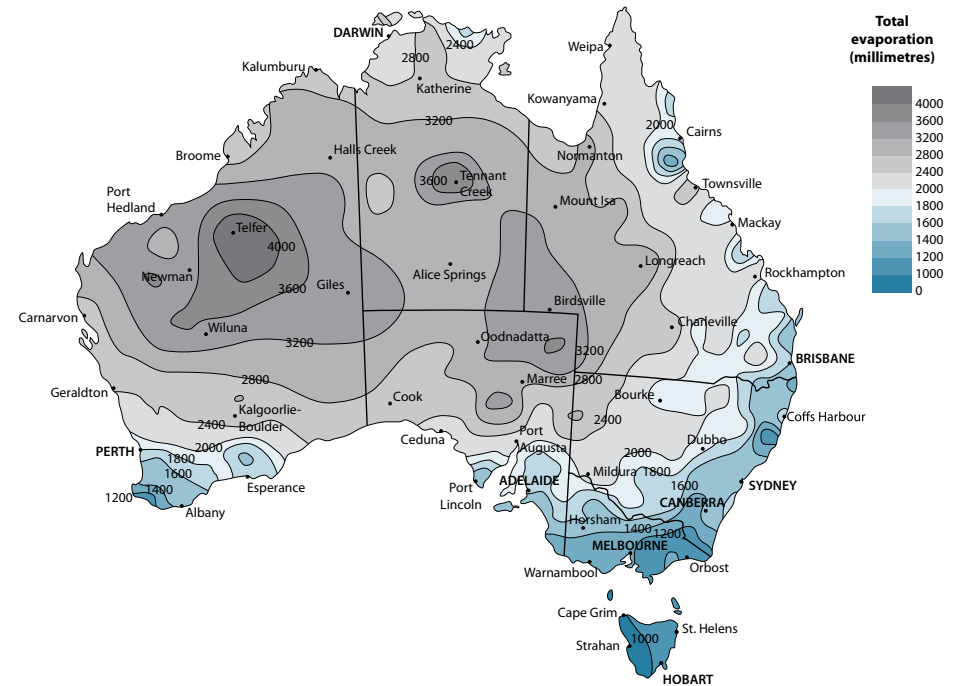 Total
evaporation
(millimetres)
4000
3600
3200
2800
2400
2000
1800
1600
1400
1200
1000
0
DARWIN
2400
2800
Weipa
Kalumburu
Katherine
Kowanyama
3200
2000
Cairns
Broome
Halls Creek
Normanton
3600
Tennant
Creek
Townsville
Port
Hedland
Mount Isa
Mackay
Telfer
4000
Newman
Alice Springs
Longreach
Rockhampton
3600
Giles
Birdsville
Carnarvon
Wiluna
3200
Oodnadatta
3200
Charleville
BRISBANE
2800
Marree
2800
Geraldton
Cook
Bourke
Kalgoorlie-
Boulder
2400
2400
Coffs Harbour
Ceduna
Port
Augusta
Dubbo
PERTH
2000
1800
1600
2000
Mildura
1800
1400
1200
Esperance
Albany
Port
Lincoln
ADELAIDE
1600
SYDNEY
CANBERRA
Horsham
1400
1200
MELBOURNE
Warnambool
Orbost
Cape Grim
St. Helens
Strahan
1000
HOBART